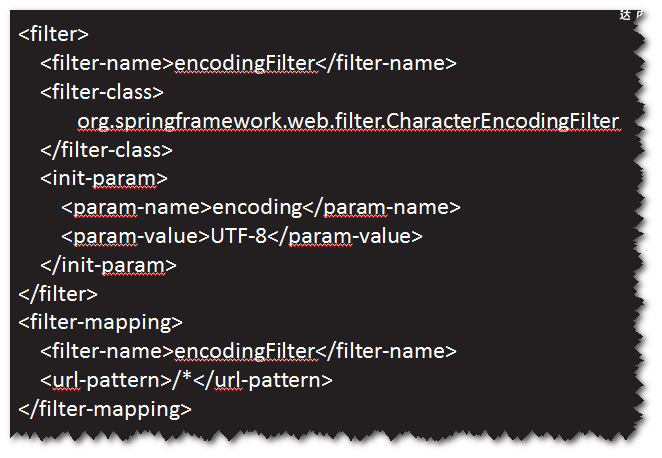 <filter>
<filter-name>encodingFilter</filter-name>
<filter-class>
org.springframework.web.filter.CharacterEncodingFilter
</filter-class>
<init-param>
<param-name>encoding</param-name>
<param-value>UTF-8</param-value>
</init-param>
</filter>
<filter-mapping>
<filter-name>encodingFilter</filter-name>
<url-pattern>/*</url-pattern>
</filter-mapping>